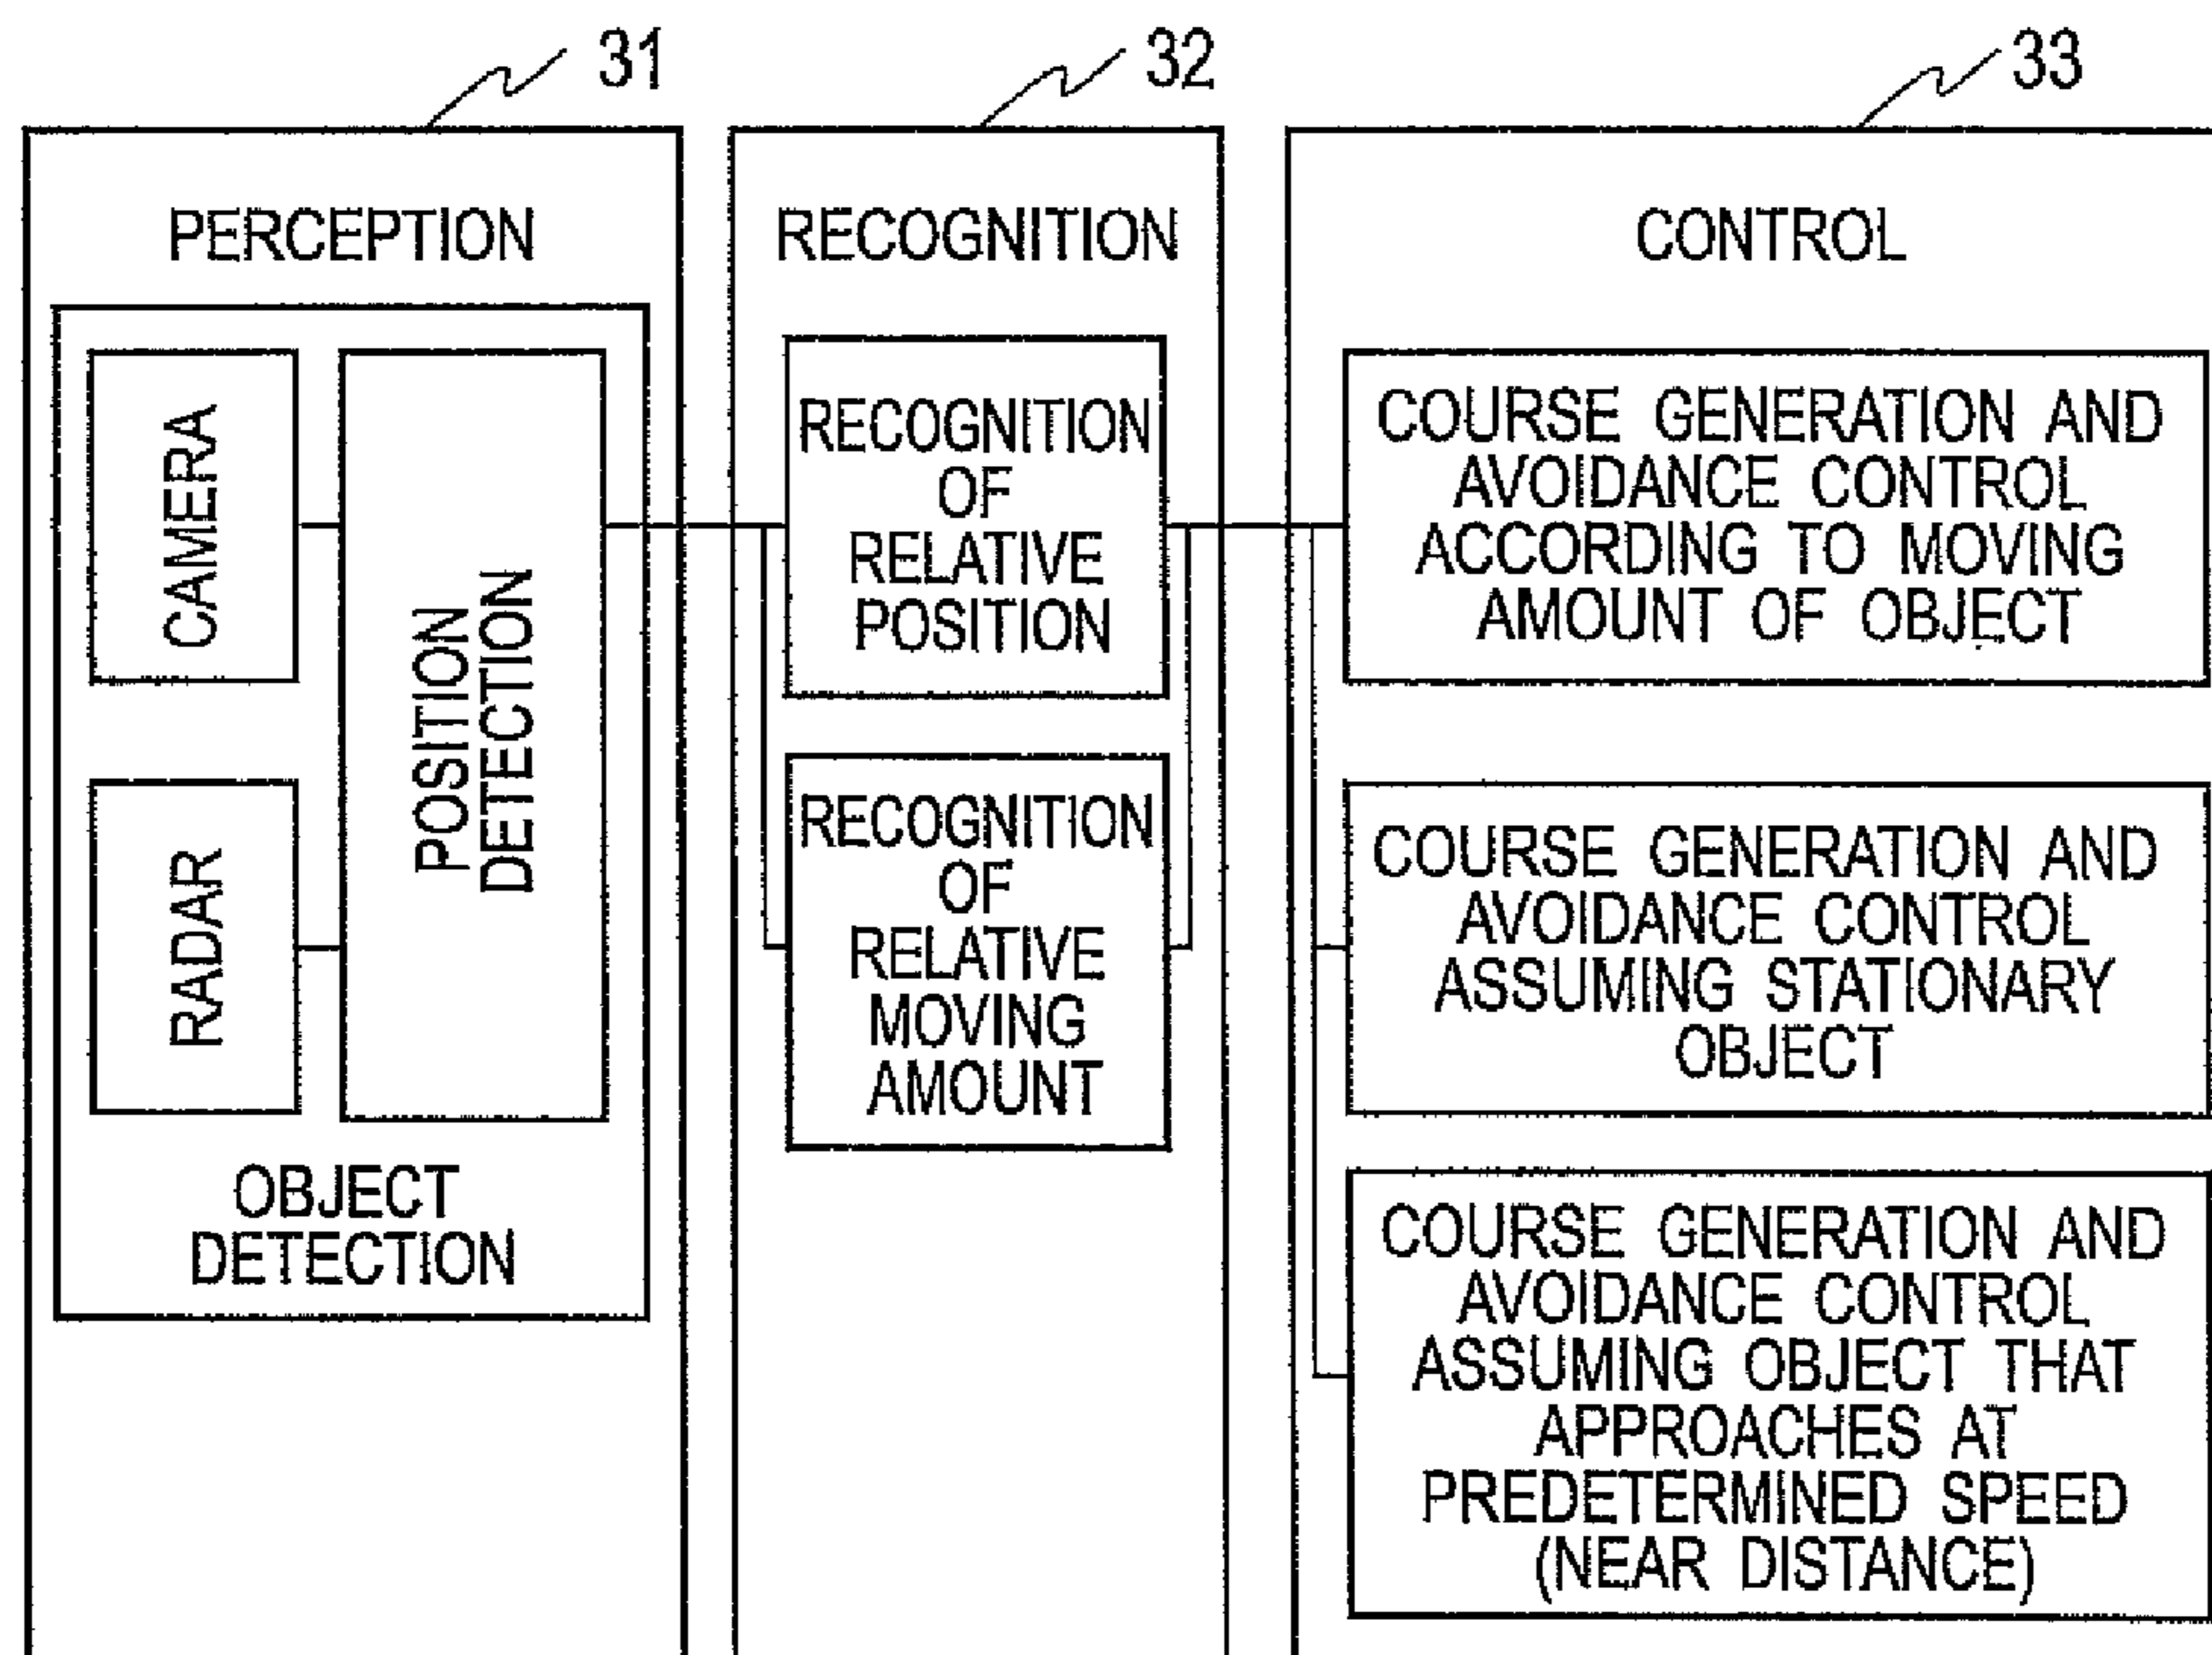 31
32
33
PERCEPTION
CAMERA
RADAR
POSITION
DETECTION
OBJECT
DETECTION
RECOGNITION
RECOGNITION
OF
RELATIVE
POSITION
RECOGNITION
OF
RELATIVE
MOVING
AMOUNT
CONTROL
COURSE GENERATION AND
AVOIDANCE CONTROL
ACCORDING TO MOVING
AMOUNT OF OBJECT
COURSE GENERATION AND
AVOIDANCE CONTROL
ASSUMING STATIONARY
OBJECT
COURSE GENERATION AND
AVOIDANCE CONTROL
ASSUMING OBJECT THAT
APPROACHES AT
PREDETERMINED SPEED
(NEAR DISTANCE)